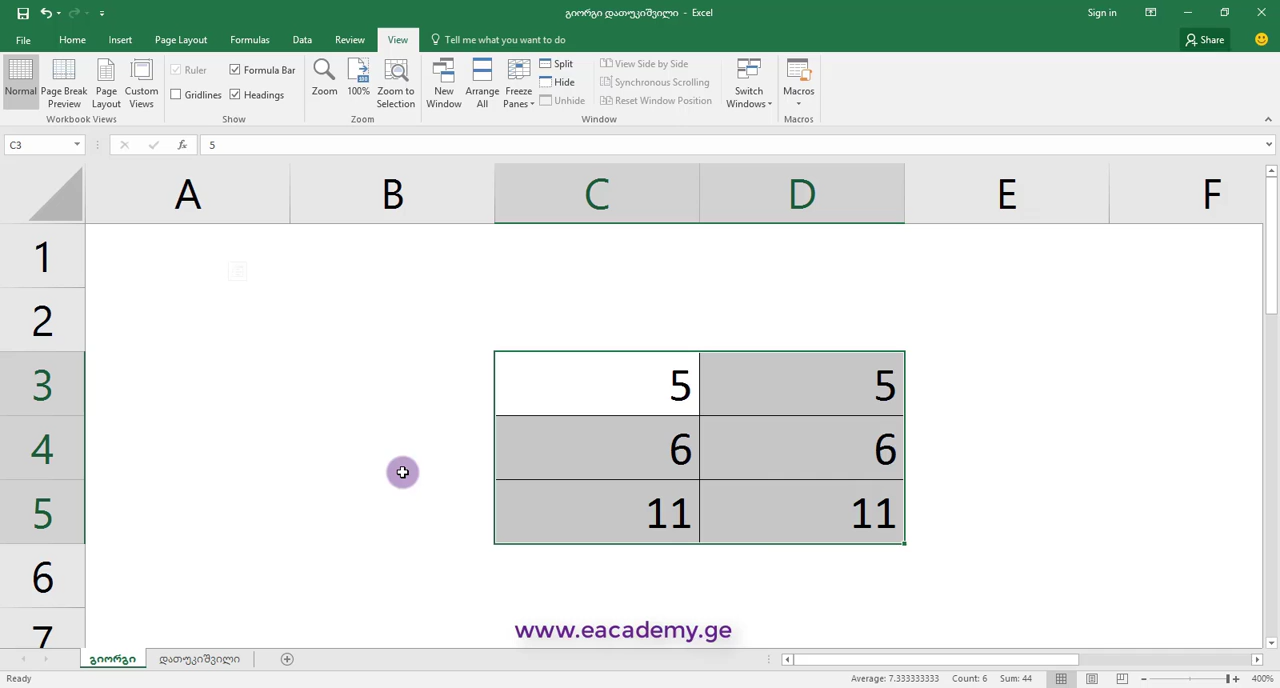 გიორგი დათუკიშვილი - Excel
Sign in
File Home Insert Page Layout Formulas Data Review View Tell me what you want to do Share
Normal Page Break Preview Page Layout Custom Views
Workbook Views
Ruler Formula Bar
Gridlines Headings
Show
Zoom 100% Zoom to Selection
Zoom
New Window Arrange All Freeze Panes
Split
Hide
Unhide
View Side by Side
Synchronous Scrolling
Reset Window Position
Window
Switch Windows
Macros
Macros
C3 fx 5
A B C D E F
1
2
3 5 5
4 6 6
5 11 11
6
7
www.eacademy.ge
გიორგი დათუკიშვილი
Ready Average: 7.333333333 Count: 6 Sum: 44 400%